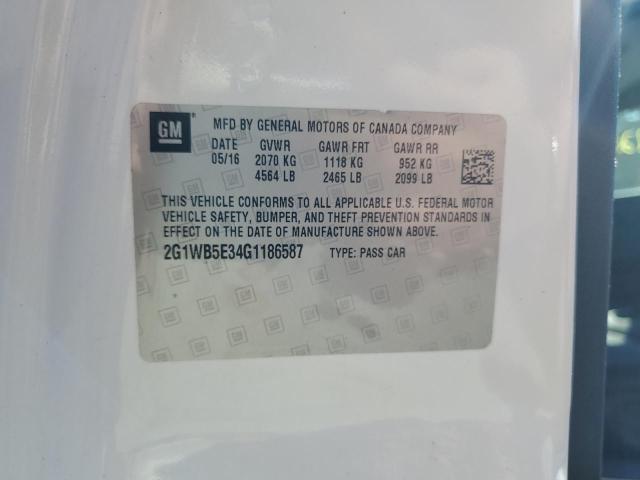 GM
MFD BY GENERAL MOTORS OF CANADA COMPANY
DATE GVWR GAWR FRT GAWR RR
05/16 2070 KG 1118 KG 952 KG
4564 LB 2465 LB 2099 LB
THIS VEHICLE CONFORMS TO ALL APPLICABLE U.S. FEDERAL MOTOR
VEHICLE SAFETY, BUMPER, AND THEFT PREVENTION STANDARDS IN
EFFECT ON THE DATE OF MANUFACTURE SHOWN ABOVE.
2G1WB5E34G1186587 TYPE: PASS CAR